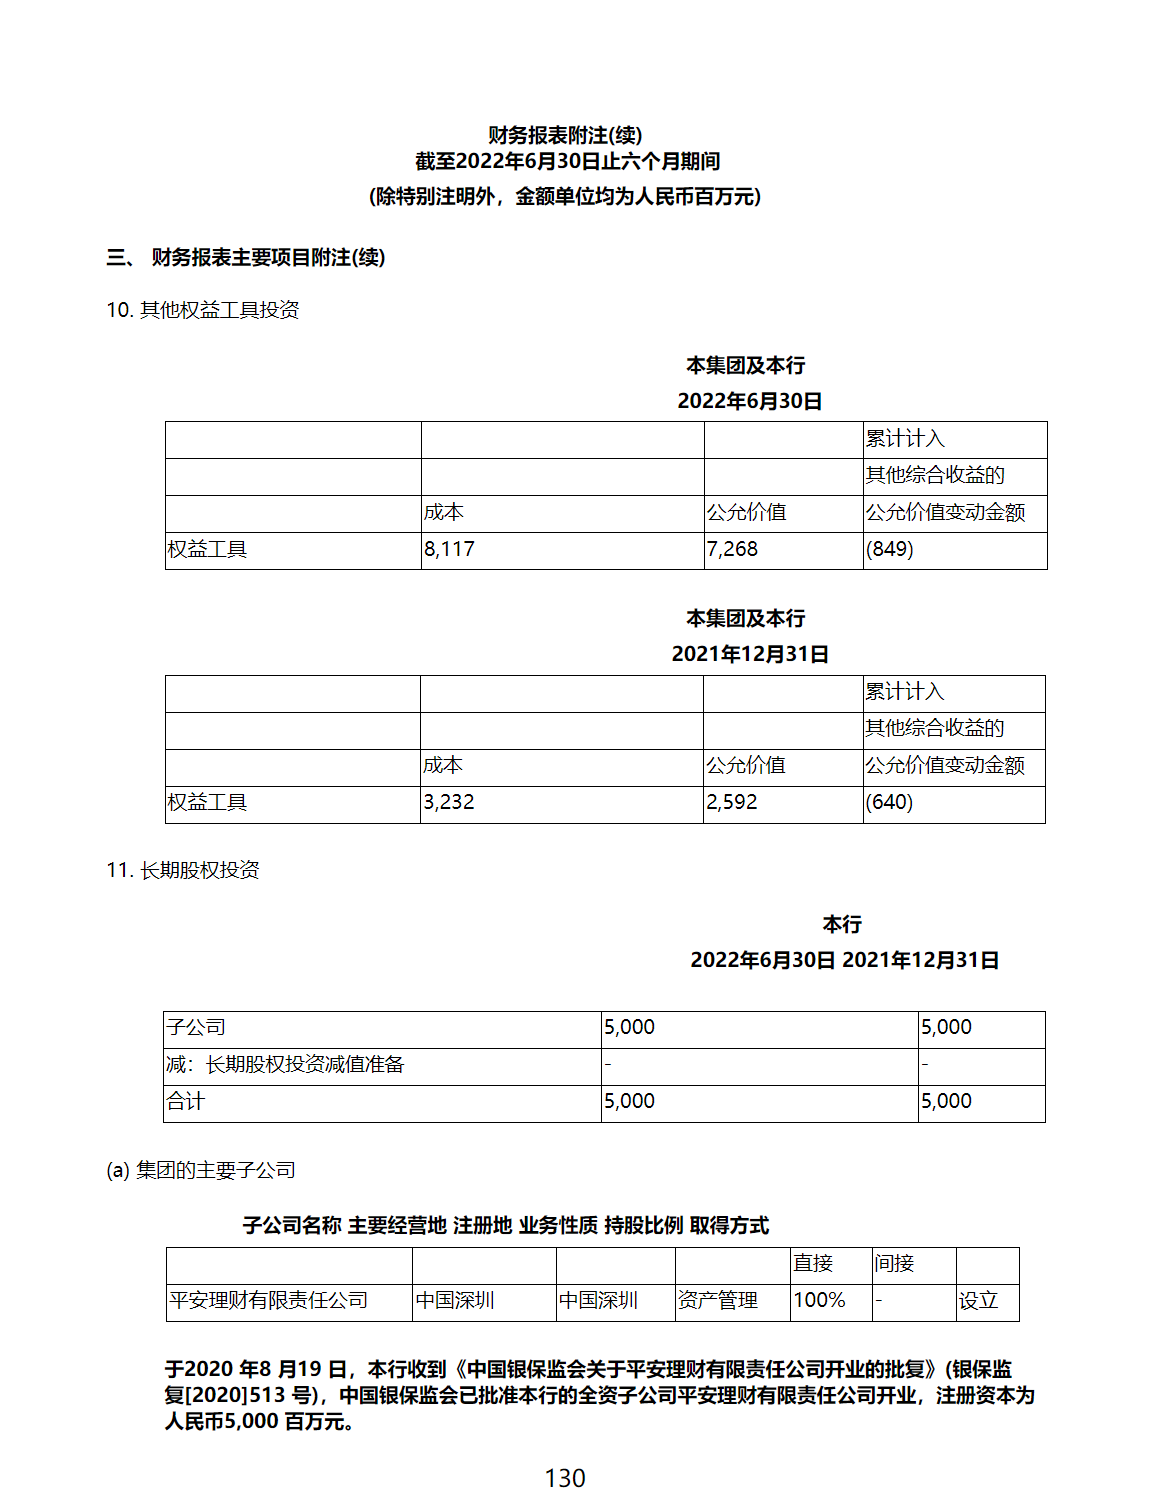 财务报表附注(续)
截至2022年6月30日止六个月期间
(除特别注明外，金额单位均为人民币百万元)
三、 财务报表主要项目附注(续)
10. 其他权益工具投资
本集团及本行
2022年6月30日
累计计入
其他综合收益的
成本 公允价值 公允价值变动金额
权益工具 8,117 7,268 (849)
本集团及本行
2021年12月31日
累计计入
其他综合收益的
成本 公允价值 公允价值变动金额
权益工具 3,232 2,592 (640)
11. 长期股权投资
本行
2022年6月30日 2021年12月31日
子公司 5,000 5,000
减：长期股权投资减值准备 - -
合计 5,000 5,000
(a) 集团的主要子公司
子公司名称 主要经营地 注册地 业务性质 持股比例 取得方式
直接 间接
平安理财有限责任公司 中国深圳 中国深圳 资产管理 100% - 设立
于2020 年8 月19 日，本行收到《中国银保监会关于平安理财有限责任公司开业的批复》(银保监
复[2020]513 号)，中国银保监会已批准本行的全资子公司平安理财有限责任公司开业，注册资本为
人民币5,000 百万元。
130